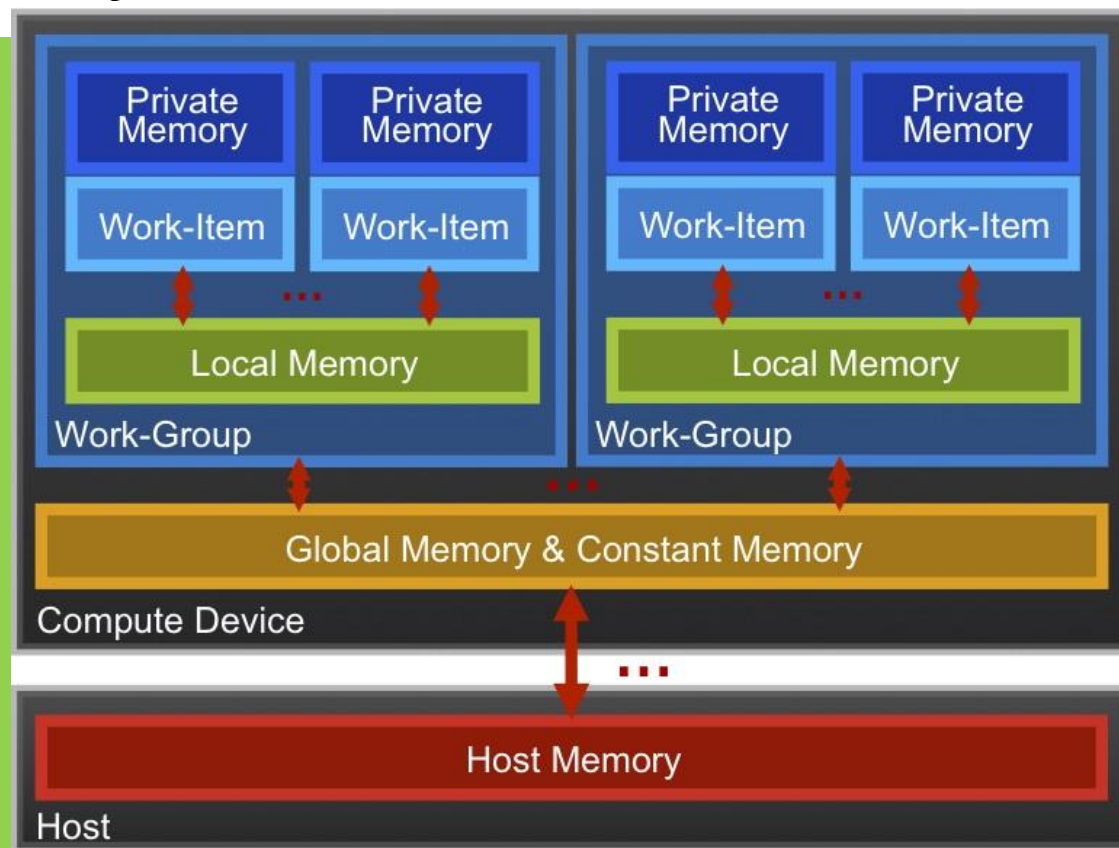 Private Memory
Private Memory
Private Memory
Private Memory
Work-Item
Work-Item
Work-Item
Work-Item
...
...
Local Memory
Local Memory
Work-Group
Work-Group
...
Global Memory & Constant Memory
Compute Device
...
Host Memory
Host